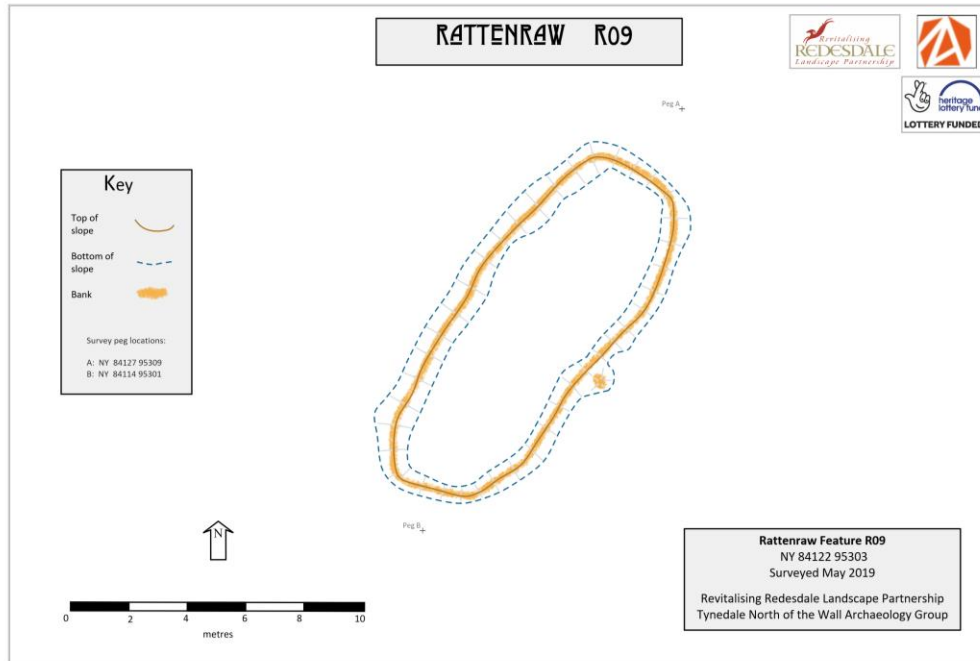 RATTENRAW R09
Revitalising
REDESDALE
Landscape Partnership
heritage
lottery fund
LOTTERY FUNDED
Peg A
Key
Top of
slope
Bottom of
slope
Bank
Survey peg locations:
A: NY 84127 95309
B: NY 84114 95301
Peg B
N
0 2 4 6 8 10
metres
Rattenraw Feature R09
NY 84122 95303
Surveyed May 2019
Revitalising Redesdale Landscape Partnership
Tynedale North of the Wall Archaeology Group